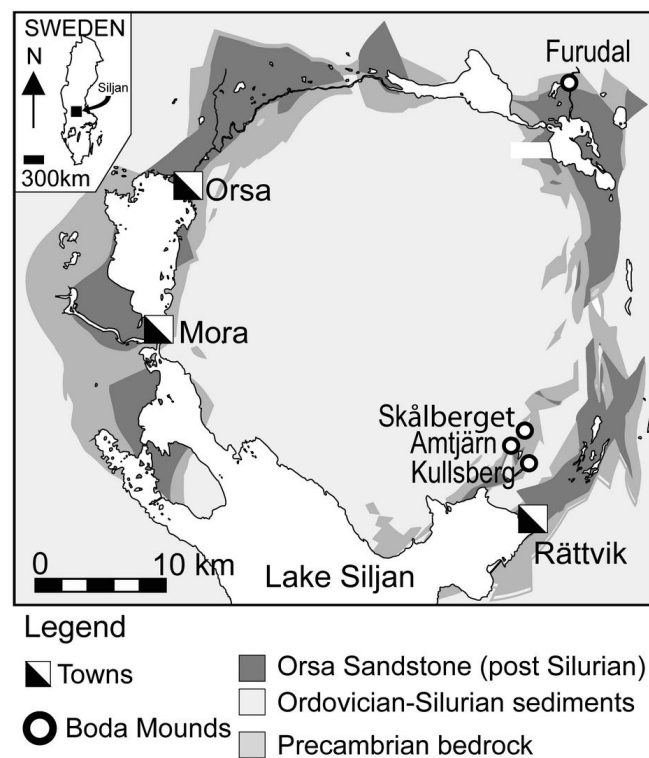 SWEDEN
N
Siljan
300km
Furudal
Orsa
Mora
Skålberget
Amtjärn
Kullsberg
Rättvik
0 10 km
Lake Siljan
Legend
Towns
Boda Mounds
Orsa Sandstone (post Silurian)
Ordovician-Silurian sediments
Precambrian bedrock